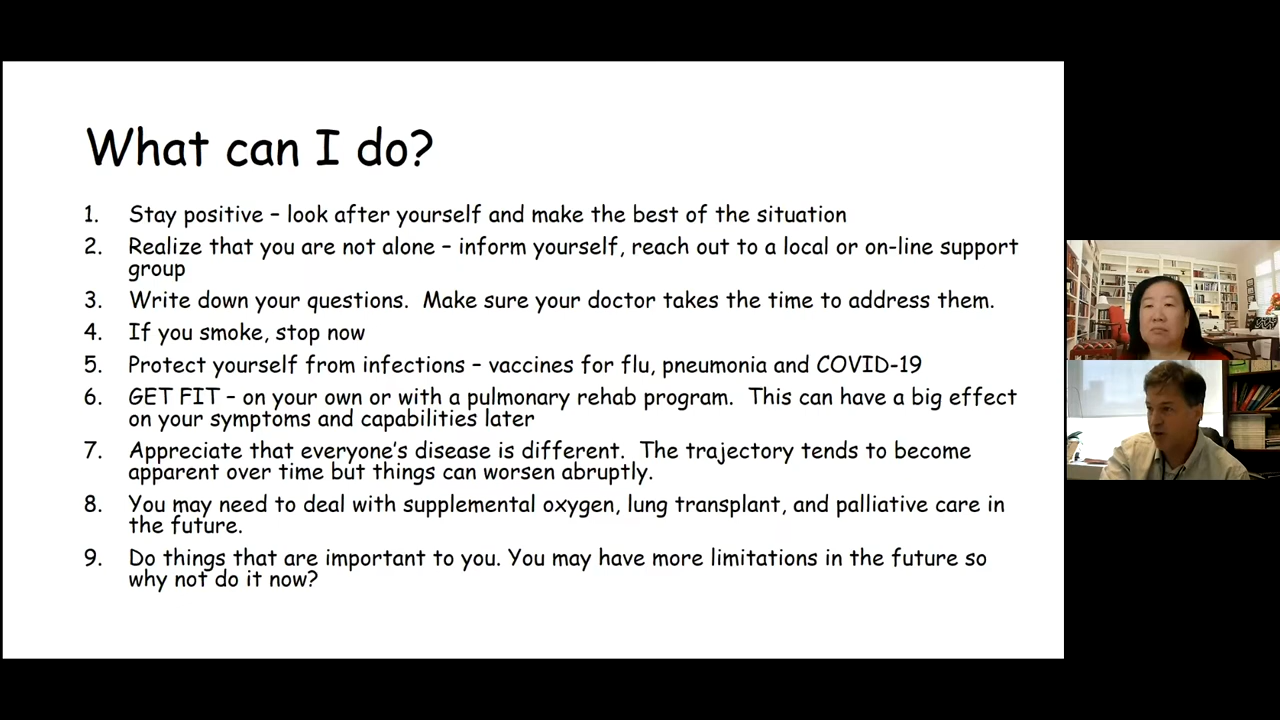 What can I do?
1. Stay positive – look after yourself and make the best of the situation
2. Realize that you are not alone – inform yourself, reach out to a local or on-line support
group
3. Write down your questions.  Make sure your doctor takes the time to address them.
4. If you smoke, stop now
5. Protect yourself from infections – vaccines for flu, pneumonia and COVID-19
6. GET FIT – on your own or with a pulmonary rehab program.  This can have a big effect
on your symptoms and capabilities later
7. Appreciate that everyone’s disease is different.  The trajectory tends to become
apparent over time but things can worsen abruptly.
8. You may need to deal with supplemental oxygen, lung transplant, and palliative care in
the future.
9. Do things that are important to you. You may have more limitations in the future so
why not do it now?